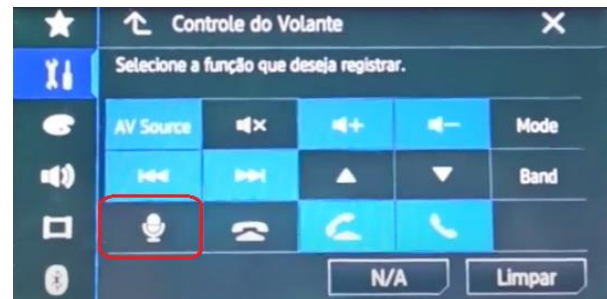 Controle do Volante
Selecione a função que deseja registrar.
AV Source
Mode
Band
N/A
Limpar